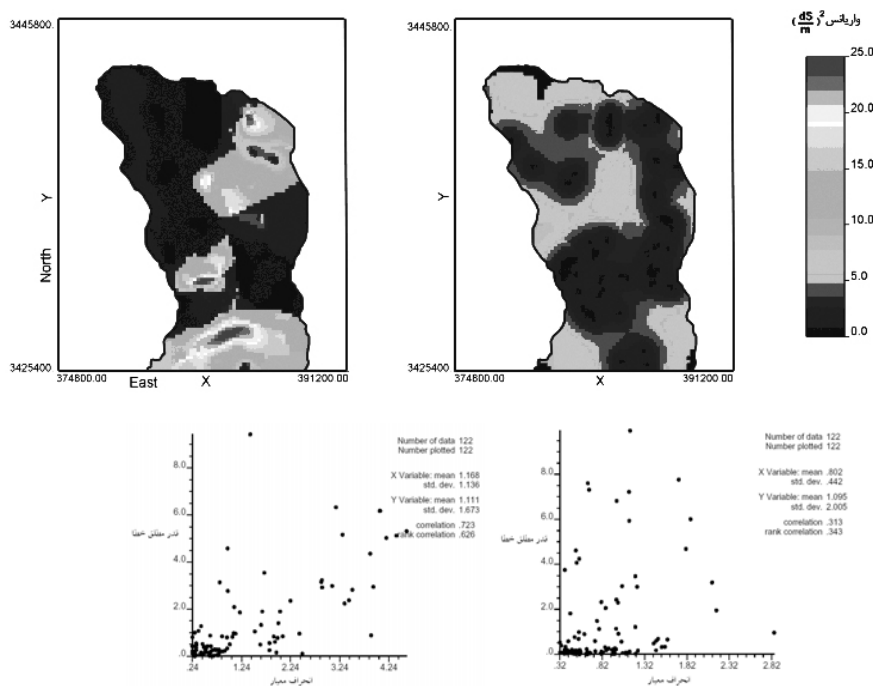 3445800.
Y
North
3425400
374800.00
East
X
391200.00
3445800.
Y
3425400
374800.00
X
391200.00
واریانس (dS/m)²
25.0
20.0
15.0
10.0
5.0
0.0
Number of data 122
Number plotted 122
X Variable: mean 1.168
std. dev. 1.136
Y Variable: mean 1.111
std. dev. 1.673
correlation .723
rank correlation .626
8.0
6.0
قدر مطلق خطا
4.0
2.0
.0
.24 1.24 2.24 3.24 4.24
انحراف معیار
Number of data 122
Number plotted 122
X Variable: mean .802
std. dev. .442
Y Variable: mean 1.095
std. dev. 2.005
correlation .313
rank correlation .343
8.0
6.0
قدر مطلق خطا
4.0
2.0
.0
.32 .82 1.32 1.82 2.32 2.82
انحراف معیار